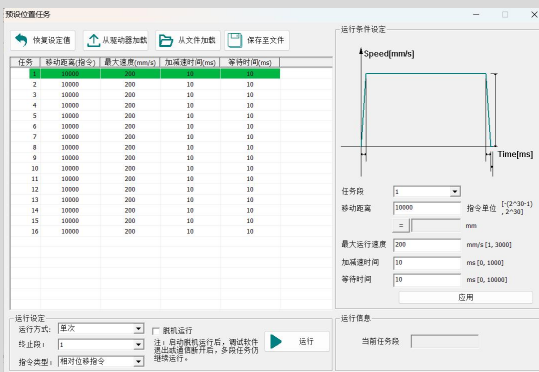 预设位置任务
恢复设定值 从驱动器加载 从文件加载 保存至文件
任务 移动距离(指令) 最大速度(mm/s) 加减速时间(ms) 等待时间(ms)
1 10000 200 10 10
2 10000 200 10 10
3 10000 200 10 10
4 10000 200 10 10
5 10000 200 10 10
6 10000 200 10 10
7 10000 200 10 10
8 10000 200 10 10
9 10000 200 10 10
10 10000 200 10 10
11 10000 200 10 10
12 10000 200 10 10
13 10000 200 10 10
14 10000 200 10 10
15 10000 200 10 10
16 10000 200 10 10
运行条件设定
Speed[mm/s]
Time[ms]
任务段 1
移动距离 10000 指令单位 [-(2^30-1)
, 2^30]
= mm
最大运行速度 200 mm/s [1, 3000]
加减速时间 10 ms [0, 1000]
等待时间 10 ms [0, 10000]
应用
运行设定
运行方式: 单次
终止段: 1
指令类型: 相对位移指令
脱机运行
注: 启动脱机运行后, 调试软件
退出或通信断开后, 多段任务仍
继续运行。
运行
运行信息
当前任务段